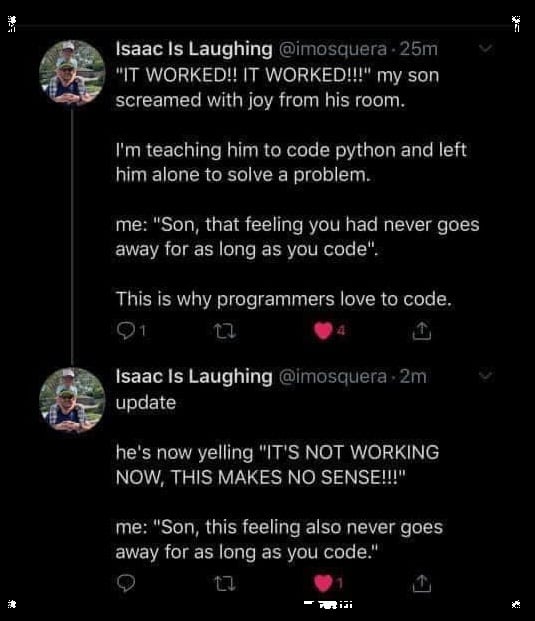 Isaac Is Laughing @imosquera · 25m
"IT WORKED!! IT WORKED!!!" my son
screamed with joy from his room.
I'm teaching him to code python and left
him alone to solve a problem.
me: "Son, that feeling you had never goes
away for as long as you code".
This is why programmers love to code.
1 4
Isaac Is Laughing @imosquera · 2m
update
he's now yelling "IT'S NOT WORKING
NOW, THIS MAKES NO SENSE!!!"
me: "Son, this feeling also never goes
away for as long as you code."
1